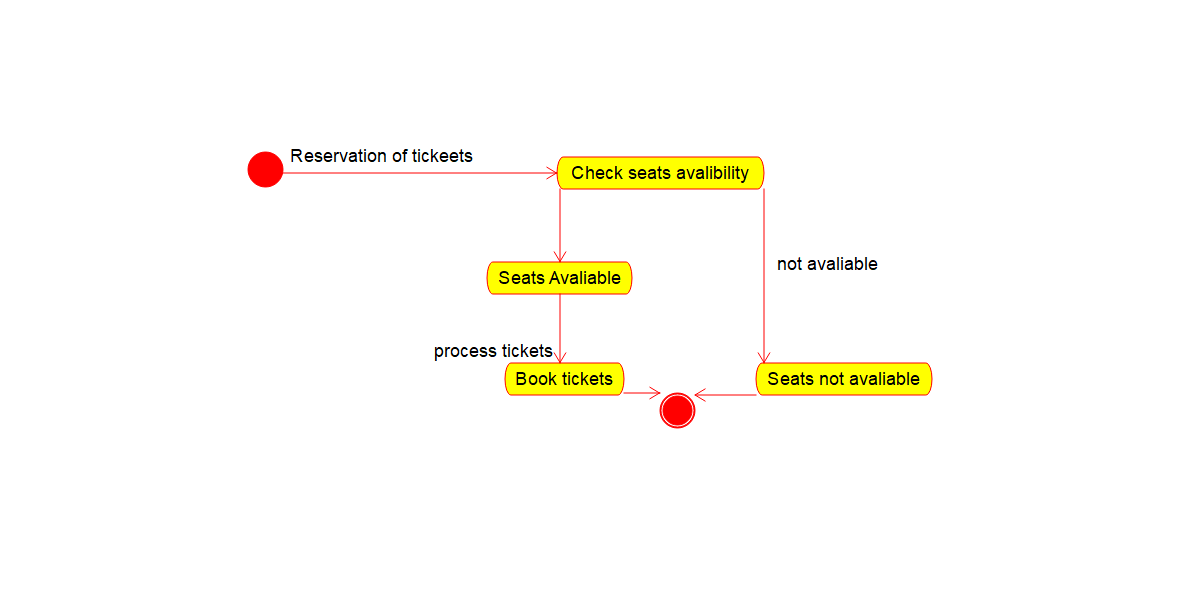 Reservation of tickeets
Check seats avalibility
not avaliable
Seats Avaliable
process tickets
Book tickets
Seats not avaliable